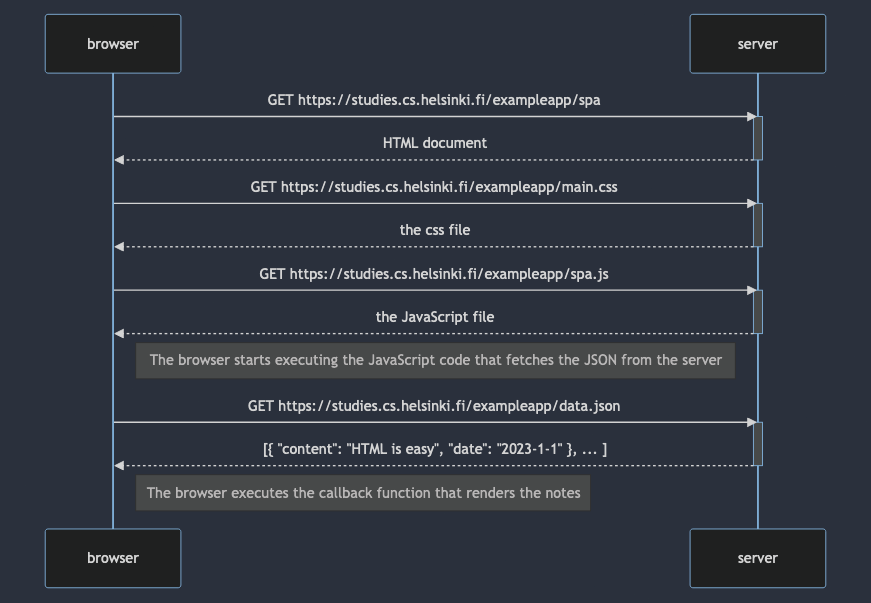 browser
server
GET https://studies.cs.helsinki.fi/exampleapp/spa
HTML document
GET https://studies.cs.helsinki.fi/exampleapp/main.css
the css file
GET https://studies.cs.helsinki.fi/exampleapp/spa.js
the JavaScript file
The browser starts executing the JavaScript code that fetches the JSON from the server
GET https://studies.cs.helsinki.fi/exampleapp/data.json
[{ "content": "HTML is easy", "date": "2023-1-1" }, ... ]
The browser executes the callback function that renders the notes
browser
server